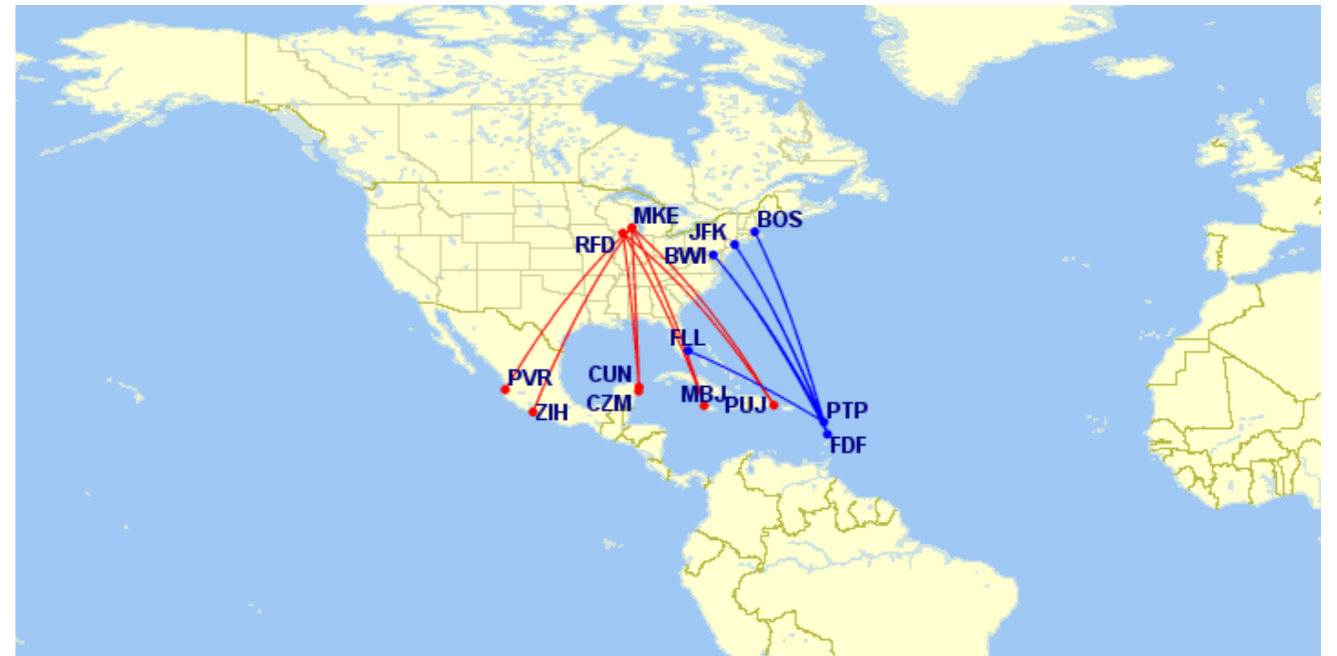 MKE
BOS
JFK
RFD
BWI
FLL
PVR
CUN
MBJ
CZM
PUJ
ZIH
PTP
FDF